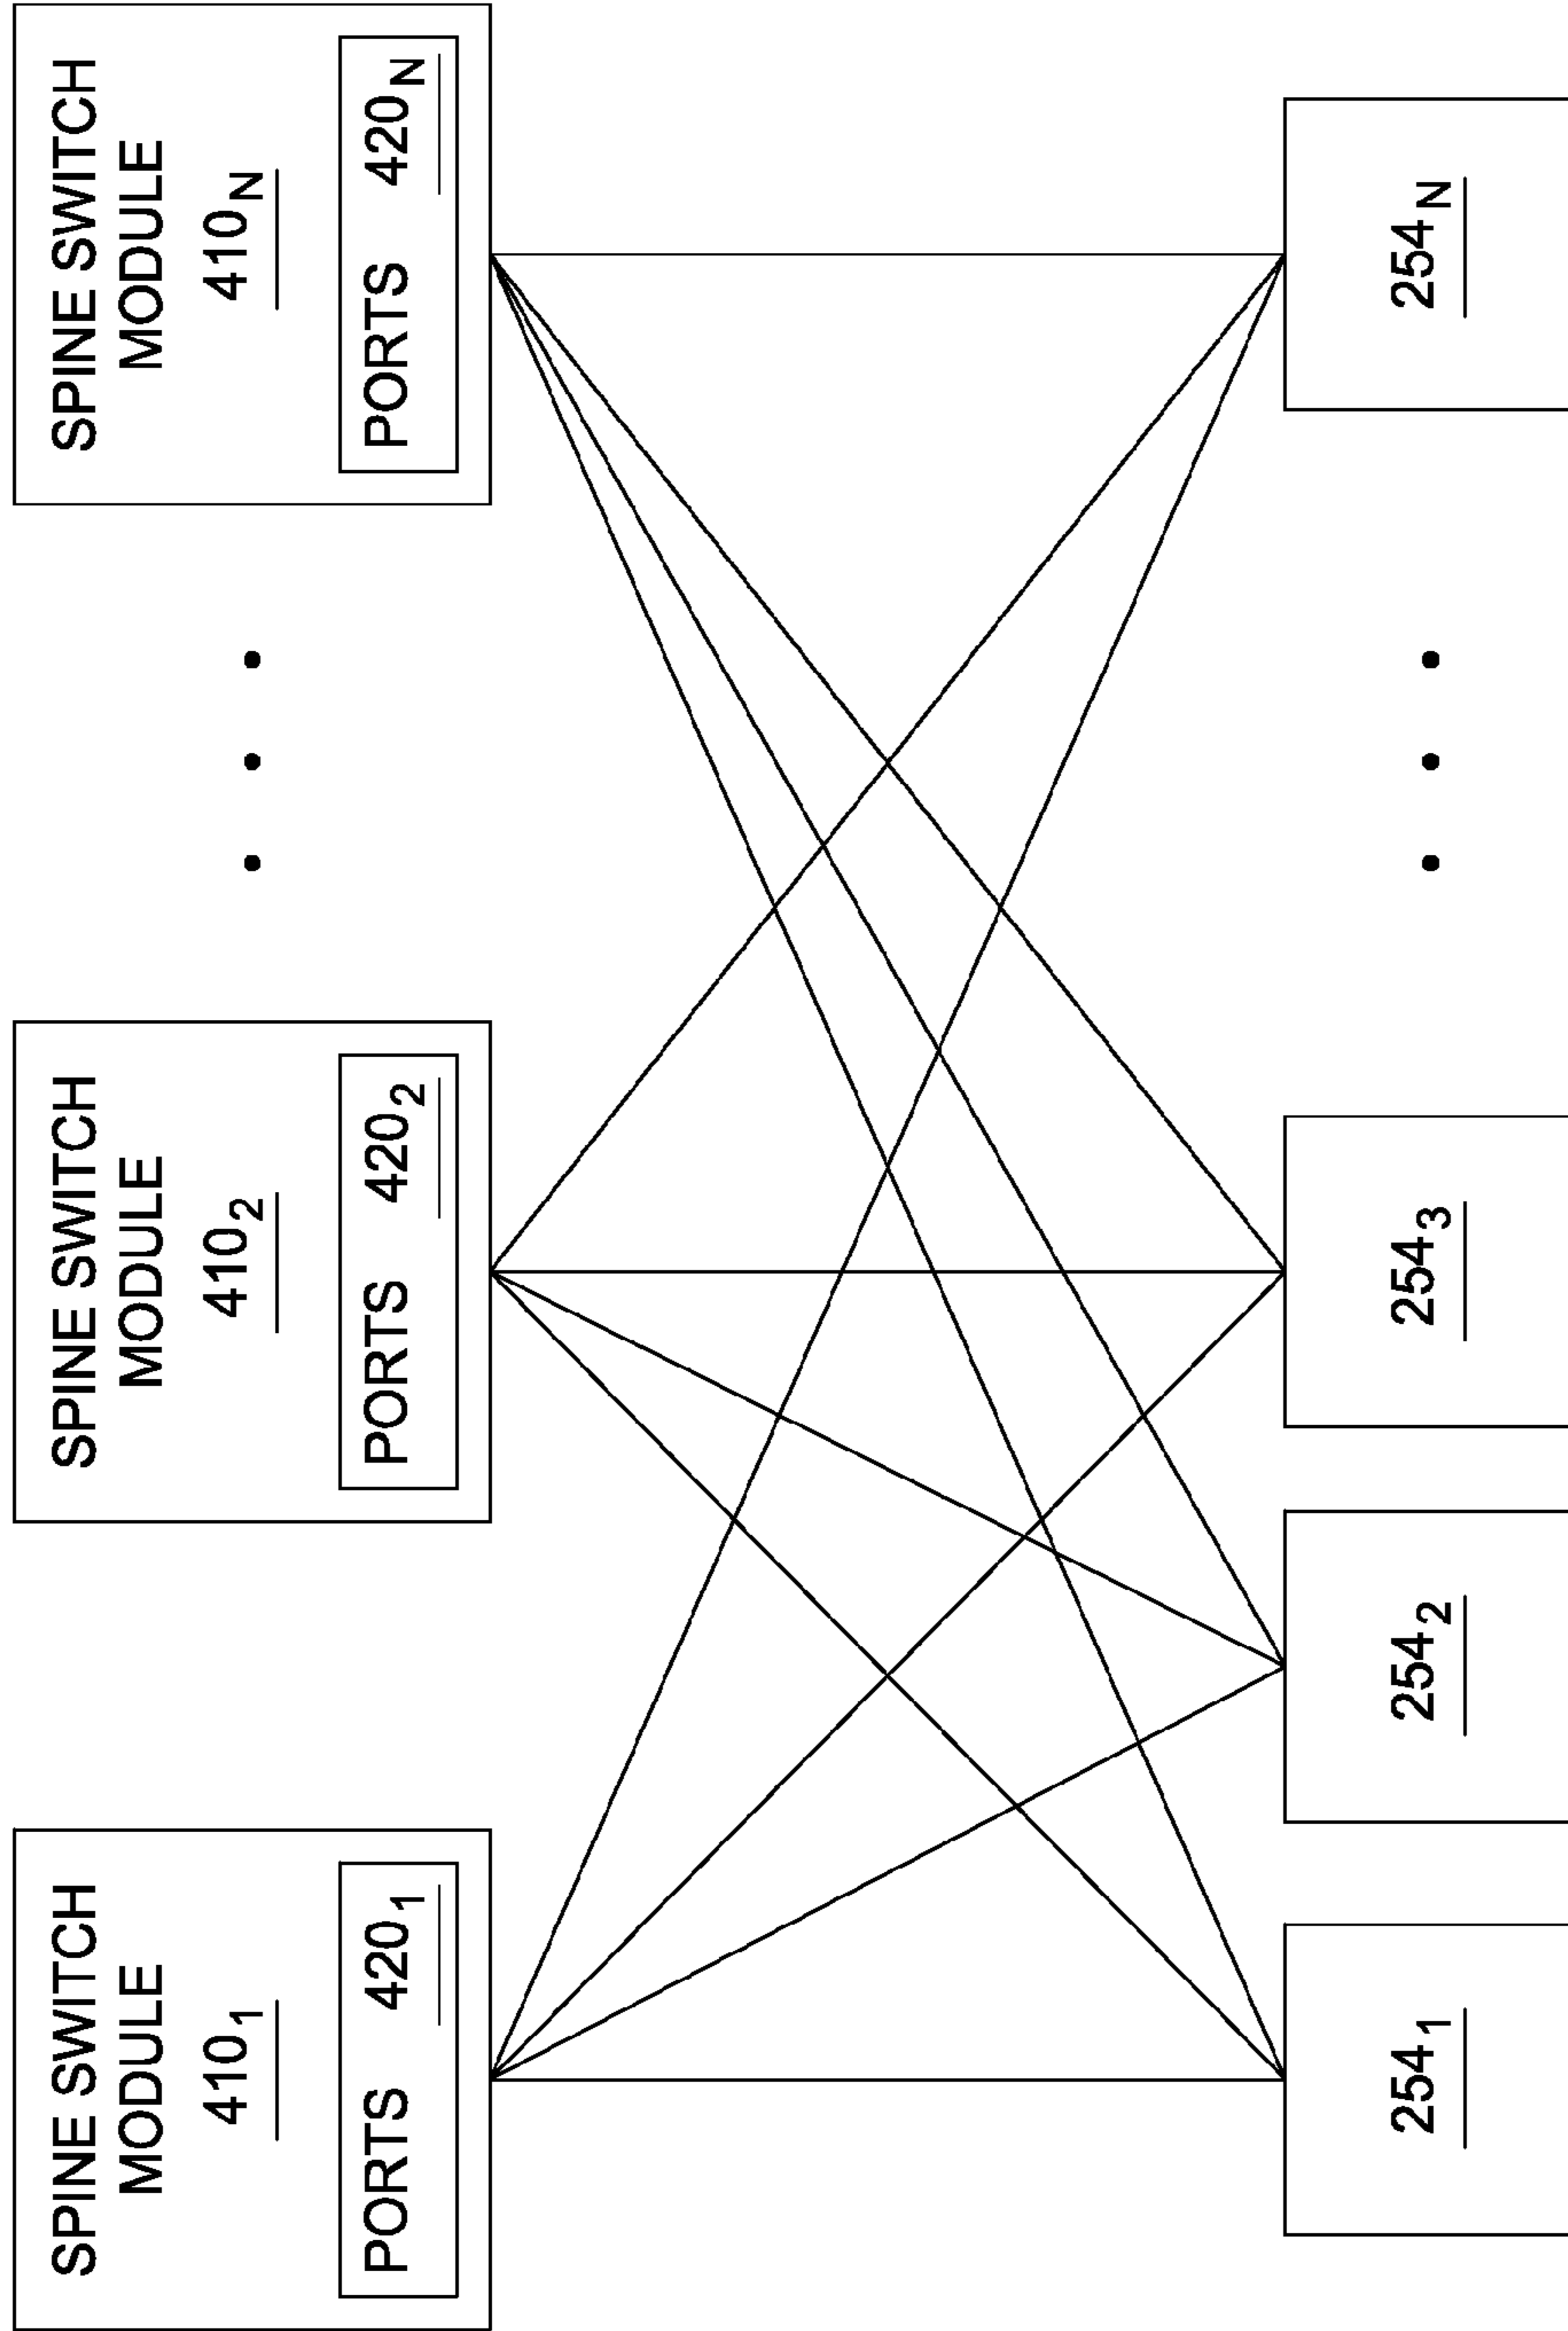 SPINE SWITCH
MODULE
410₁
PORTS 420₁
SPINE SWITCH
MODULE
410₂
PORTS 420₂
SPINE SWITCH
MODULE
410N
PORTS 420N
254₁
254₂
254₃
254N